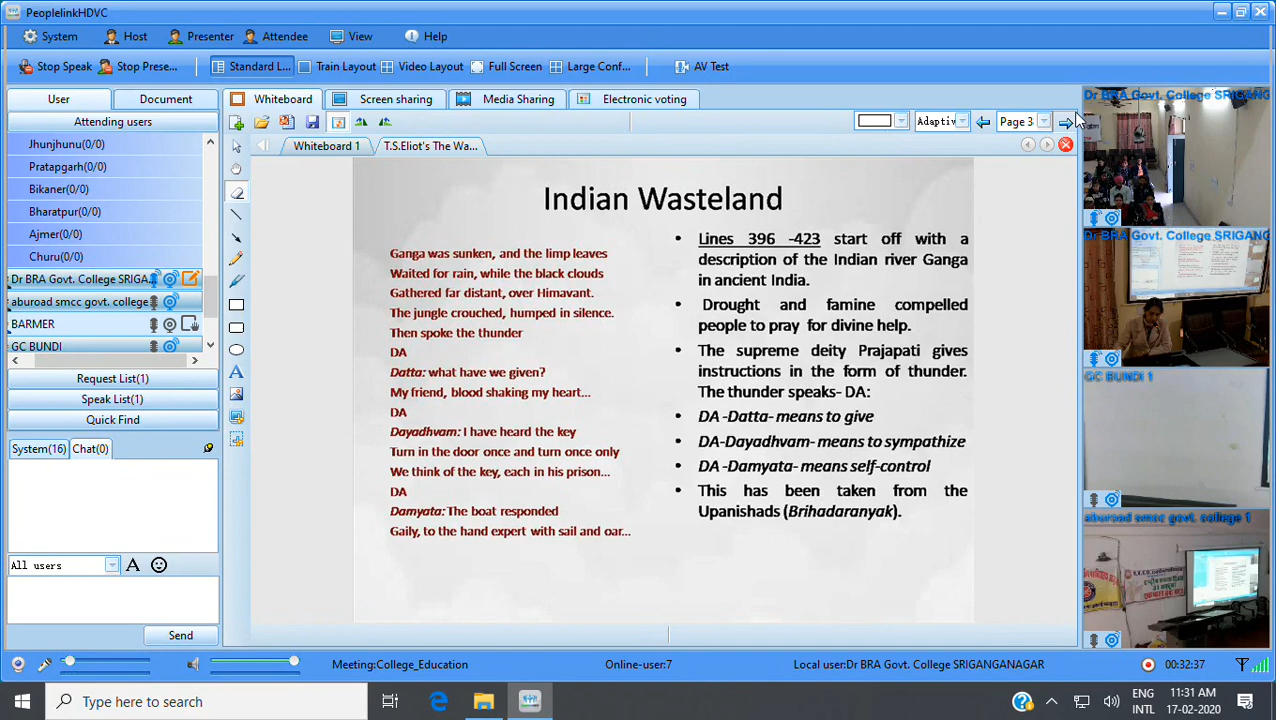 PeoplelinkHDVC
System Host Presenter Attendee View Help
Stop Speak Stop Prese... Standard L... Train Layout Video Layout Full Screen Large Conf... AV Test
User Document
Whiteboard Screen sharing Media Sharing Electronic voting
Attending users
Adaptiv Page 3
Whiteboard 1 T.S.Eliot's The Wa...
Jhunjhunu(0/0)
Pratapgarh(0/0)
Bikaner(0/0)
Bharatpur(0/0)
Ajmer(0/0)
Churu(0/0)
Dr BRA Govt. College SRIGA...
aburoad smcc govt. college
BARMER
GC BUNDI
Request List(1)
Speak List(1)
Quick Find
System(16) Chat(0)
All users
Send
Indian Wasteland
Ganga was sunken, and the limp leaves
Waited for rain, while the black clouds
Gathered far distant, over Himavant.
The jungle crouched, humped in silence.
Then spoke the thunder
DA
Datta: what have we given?
My friend, blood shaking my heart...
DA
Dayadhvam: I have heard the key
Turn in the door once and turn once only
We think of the key, each in his prison...
DA
Damyata: The boat responded
Gaily, to the hand expert with sail and oar...
• Lines 396 -423 start off with a
description of the Indian river Ganga
in ancient India.
• Drought and famine compelled
people to pray for divine help.
• The supreme deity Prajapati gives
instructions in the form of thunder.
The thunder speaks- DA:
• DA -Datta- means to give
• DA-Dayadhvam- means to sympathize
• DA -Damyata- means self-control
• This has been taken from the
Upanishads (Brihadaranyak).
Dr BRA Govt. College SRIGANG
Dr BRA Govt. College SRIGANG
GC BUNDI 1
aburoad smcc govt. college 1
Meeting:College_Education Online-user:7 Local user:Dr BRA Govt. College SRIGANGANAGAR 00:32:37
Type here to search
ENG
INTL
11:31 AM
17-02-2020